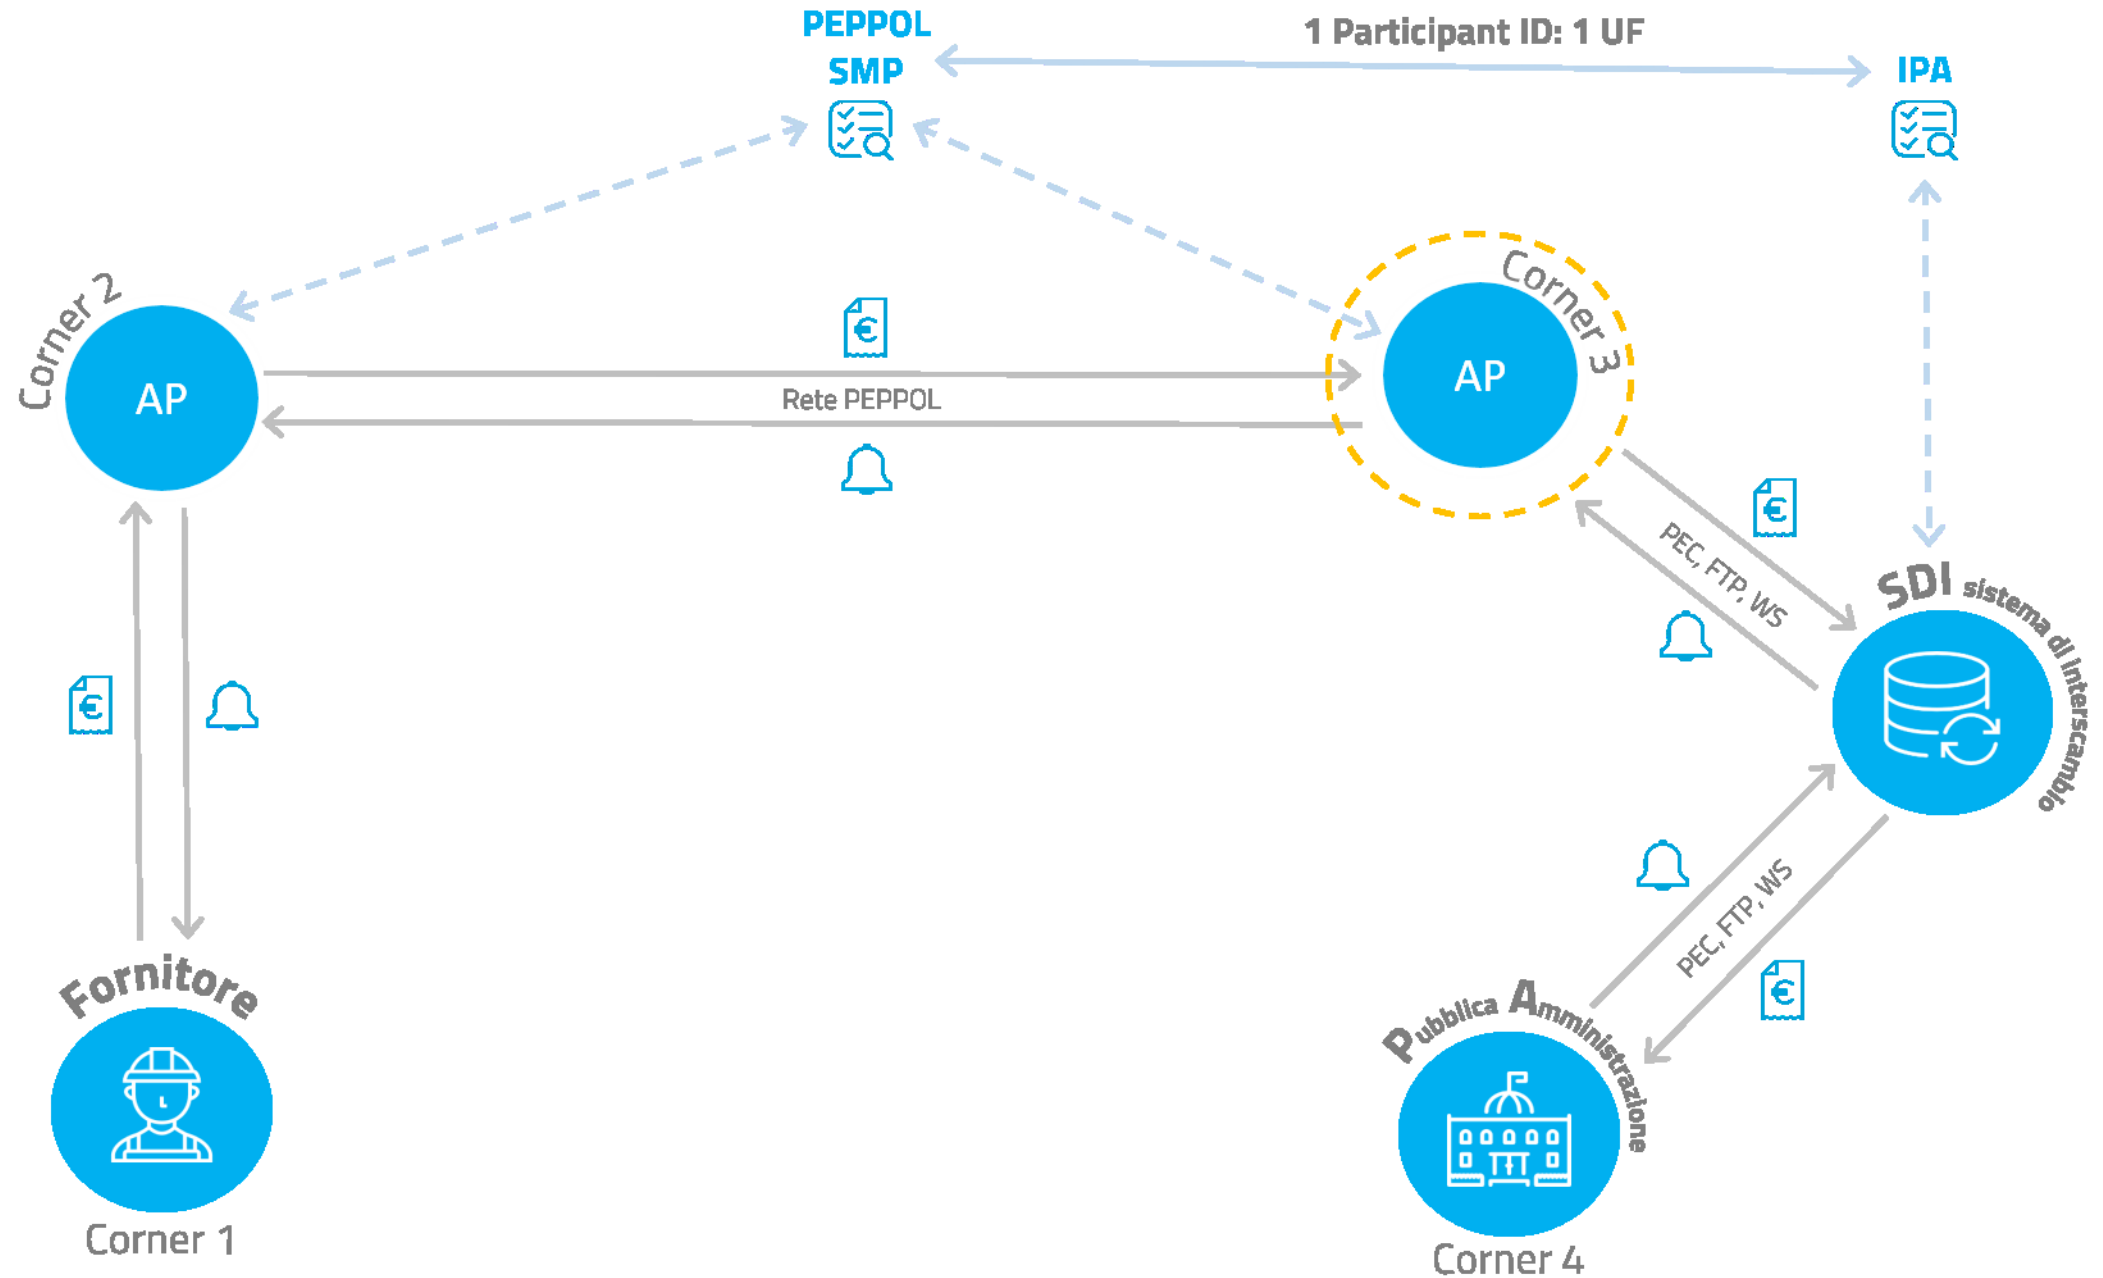 PEPPOL
SMP
1 Participant ID: 1 UF
IPA
Corner 2
AP
Rete PEPPOL
Corner 3
AP
PEC, FTP, WS
SDI sistema di interscambio
Fornitore
Corner 1
PEC, FTP, WS
Pubblica Amministrazione
Corner 4